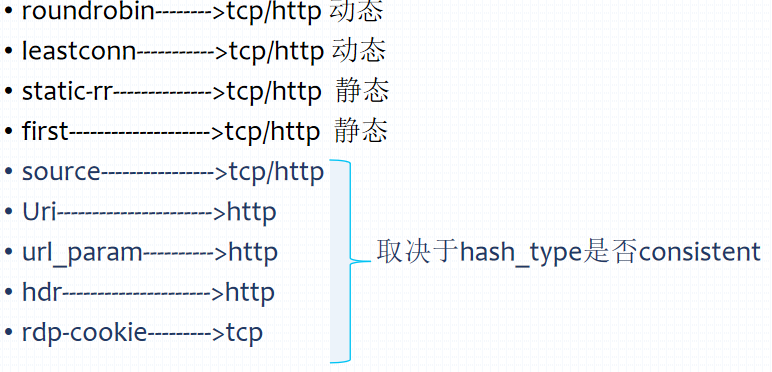 • roundrobin-------->tcp/http 动态
• leastconn----------->tcp/http 动态
• static-rr-------------->tcp/http 静态
• first-------------------->tcp/http 静态
• source---------------->tcp/http
• Uri---------------------->http
• url_param---------->http 取决于hash_type是否consistent
• hdr--------------------->http
• rdp-cookie--------->tcp